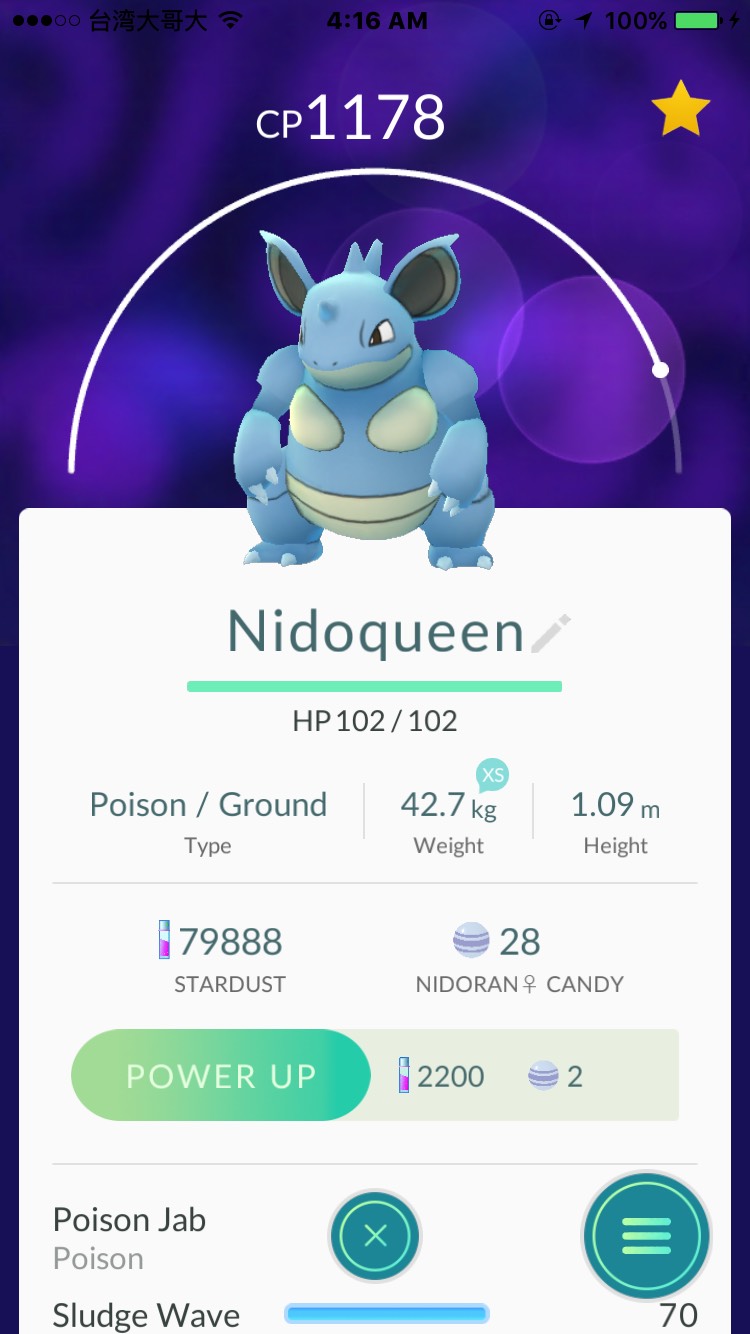 台湾大哥大 4:16 AM 100%
CP1178
Nidoqueen
HP 102 / 102
XS
Poison / Ground 42.7 kg 1.09 m
Type Weight Height
79888 28
STARDUST NIDORAN♀ CANDY
POWER UP 2200 2
Poison Jab
Poison
Sludge Wave 70